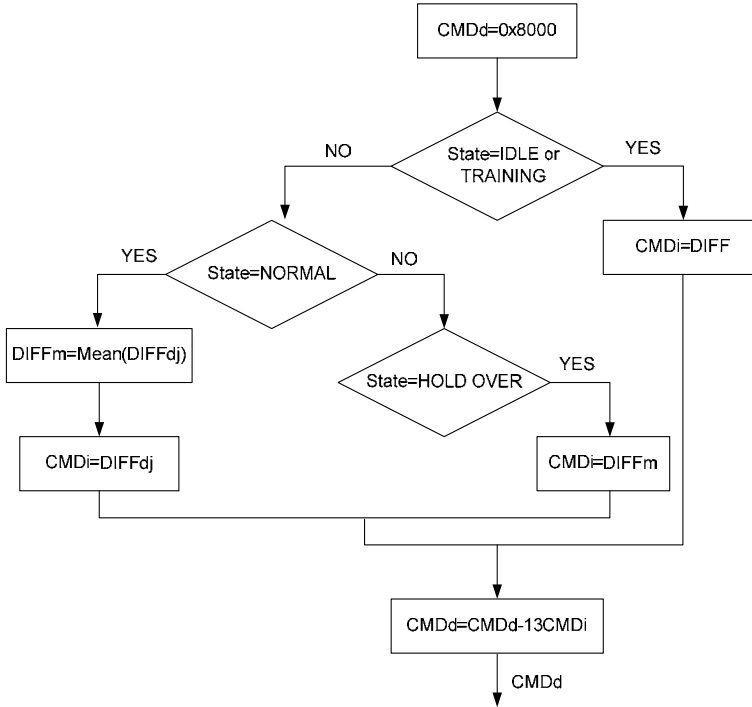 CMDd=0x8000
State=IDLE or
TRAINING
NO
YES
CMDi=DIFF
State=NORMAL
YES
NO
DIFFm=Mean(DIFFdj)
State=HOLD OVER
YES
CMDi=DIFFdj
CMDi=DIFFm
CMDd=CMDd-13CMDi
CMDd